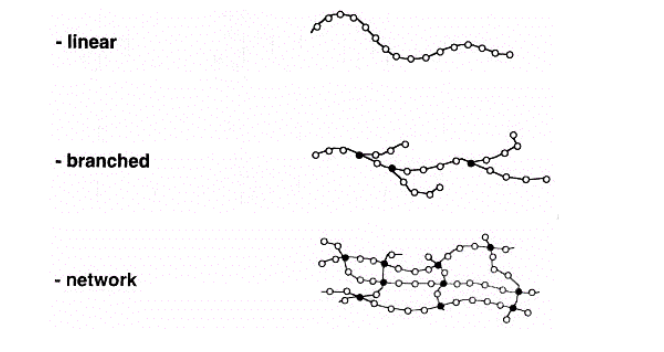 - linear
- branched
- network